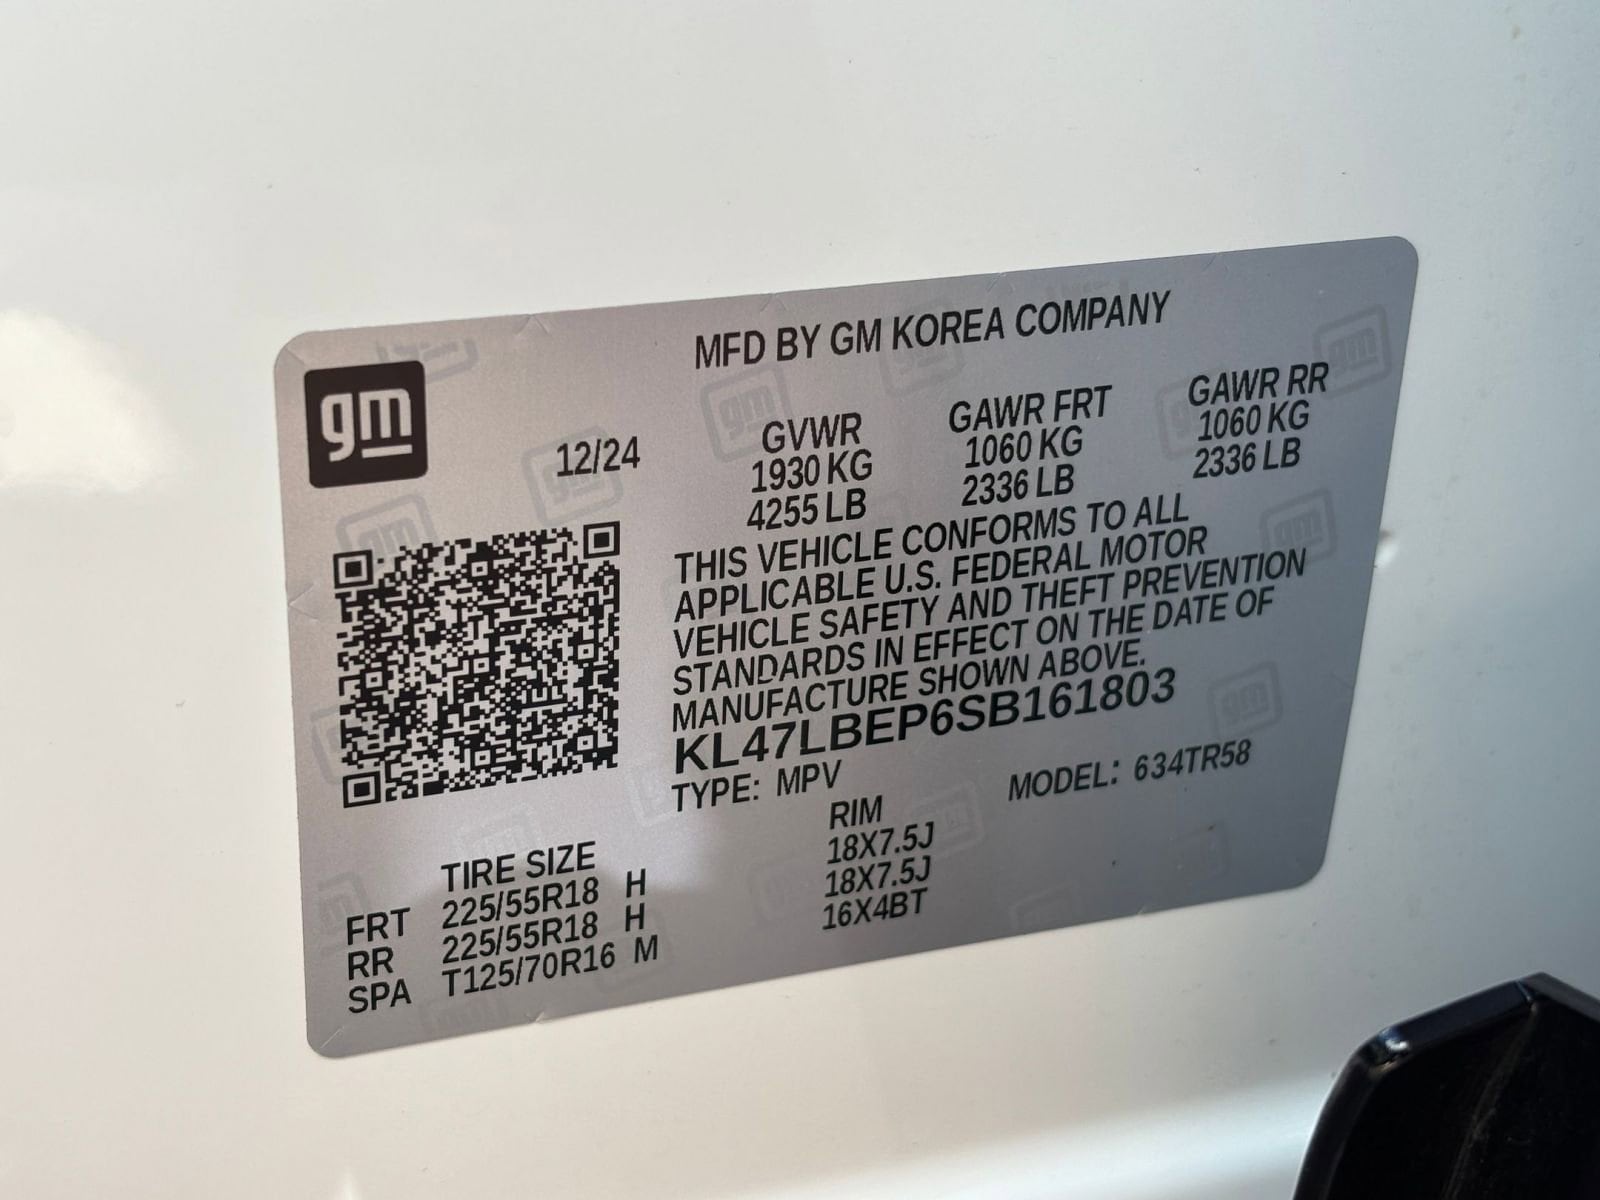 MFD BY GM KOREA COMPANY
gm
12/24
GVWR GAWR FRT GAWR RR
1930 KG 1060 KG 1060 KG
4255 LB 2336 LB 2336 LB
THIS VEHICLE CONFORMS TO ALL
APPLICABLE U.S. FEDERAL MOTOR
VEHICLE SAFETY AND THEFT PREVENTION
STANDARDS IN EFFECT ON THE DATE OF
MANUFACTURE SHOWN ABOVE.
KL47LBEP6SB161803
TYPE: MPV MODEL: 634TR58
TIRE SIZE RIM
FRT 225/55R18 H 18X7.5J
RR 225/55R18 H 18X7.5J
SPA T125/70R16 M 16X4BT